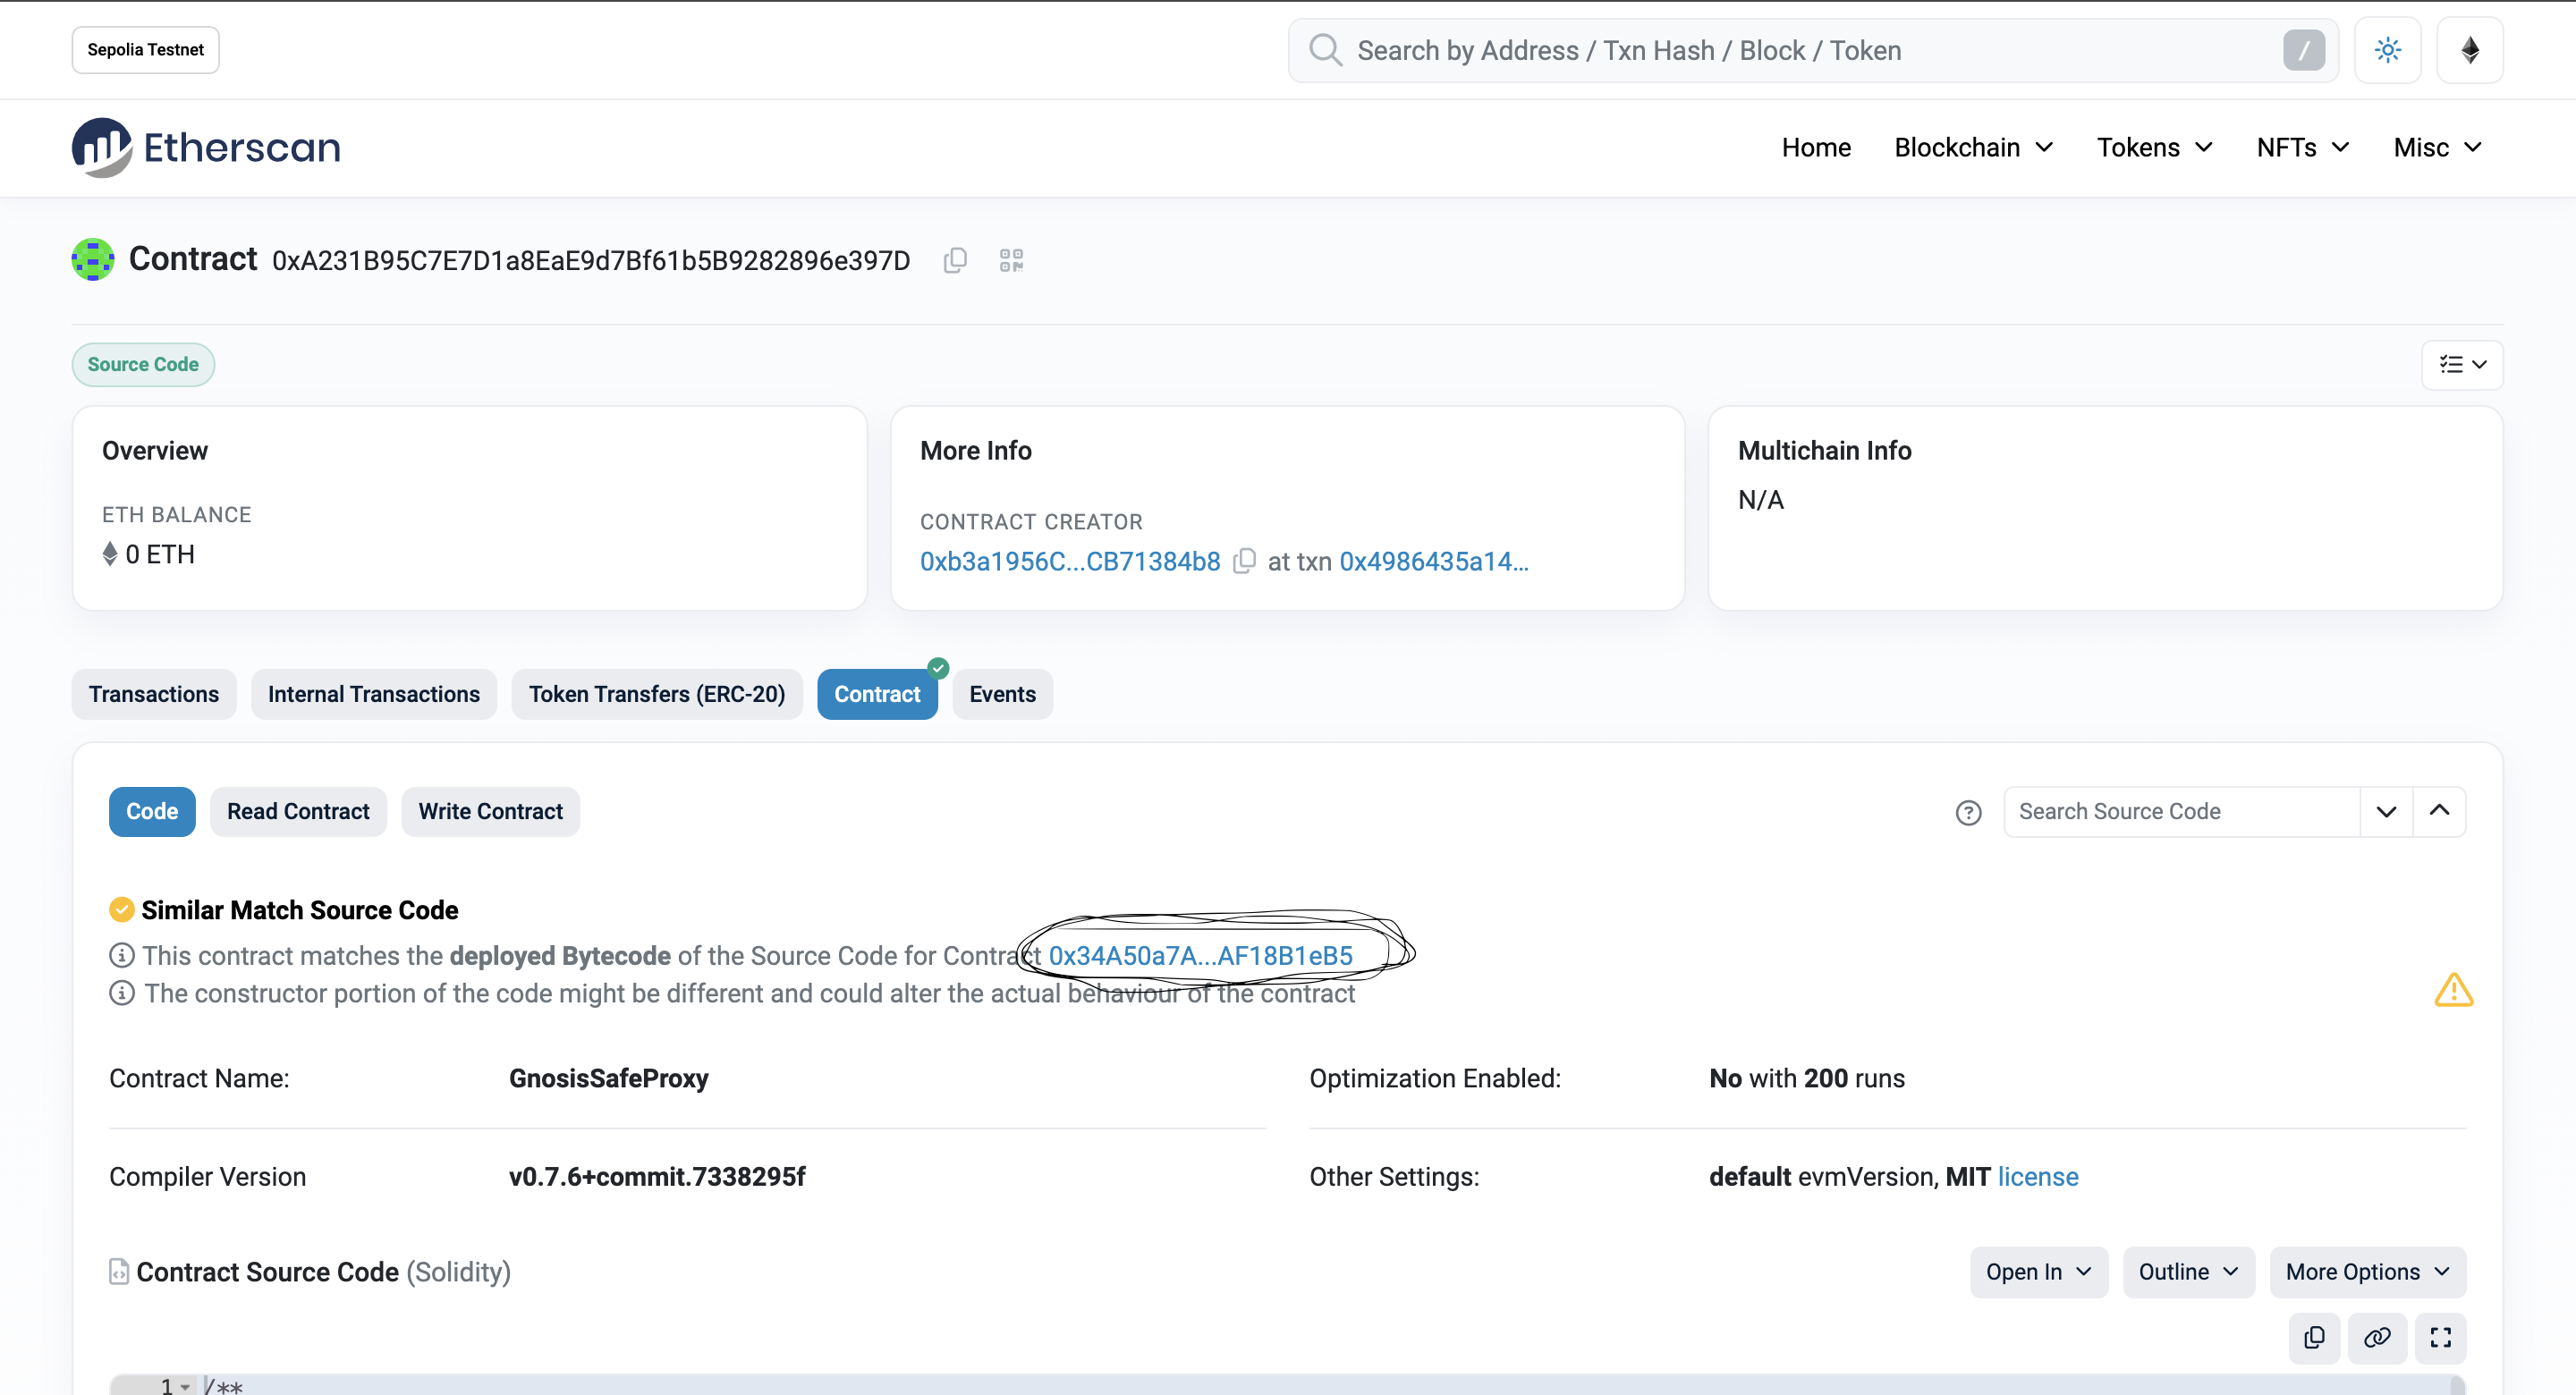 Sepolia Testnet
Search by Address / Txn Hash / Block / Token
/
Etherscan
Home
Blockchain
Tokens
NFTs
Misc
Contract 0xA231B95C7E7D1a8EaE9d7Bf61b5B9282896e397D
Source Code
Overview
ETH BALANCE
0 ETH
More Info
CONTRACT CREATOR
0xb3a1956C...CB71384b8 at txn 0x4986435a14...
Multichain Info
N/A
Transactions
Internal Transactions
Token Transfers (ERC-20)
Contract
Events
Code
Read Contract
Write Contract
Search Source Code
Similar Match Source Code
This contract matches the deployed Bytecode of the Source Code for Contract 0x34A50a7A...AF18B1eB5
The constructor portion of the code might be different and could alter the actual behaviour of the contract
Contract Name:
GnosisSafeProxy
Optimization Enabled:
No with 200 runs
Compiler Version
v0.7.6+commit.7338295f
Other Settings:
default evmVersion, MIT license
Contract Source Code (Solidity)
Open In
Outline
More Options
1 /**